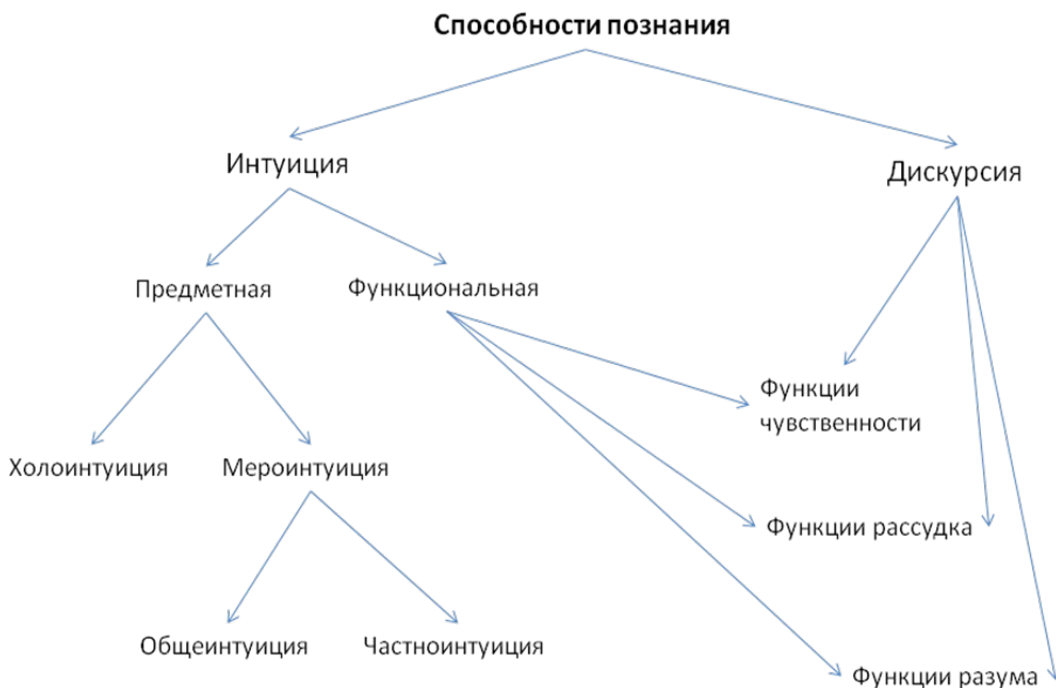 Способности познания
Интуиция
Дискурсия
Предметная
Функциональная
Функции
чувственности
Холоинтуиция
Мероинтуиция
Функции рассудка
Общеинтуиция
Частноинтуиция
Функции разума